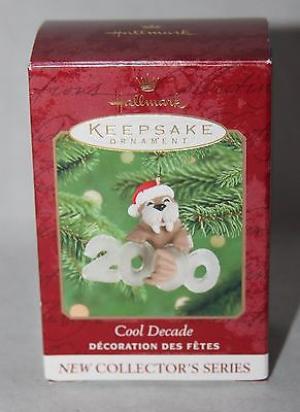 Hallmark
Hallmark
KEEPSAKE
ORNAMENT
2000
Cool Decade
DÉCORATION DES FÊTES
NEW COLLECTOR'S SERIES